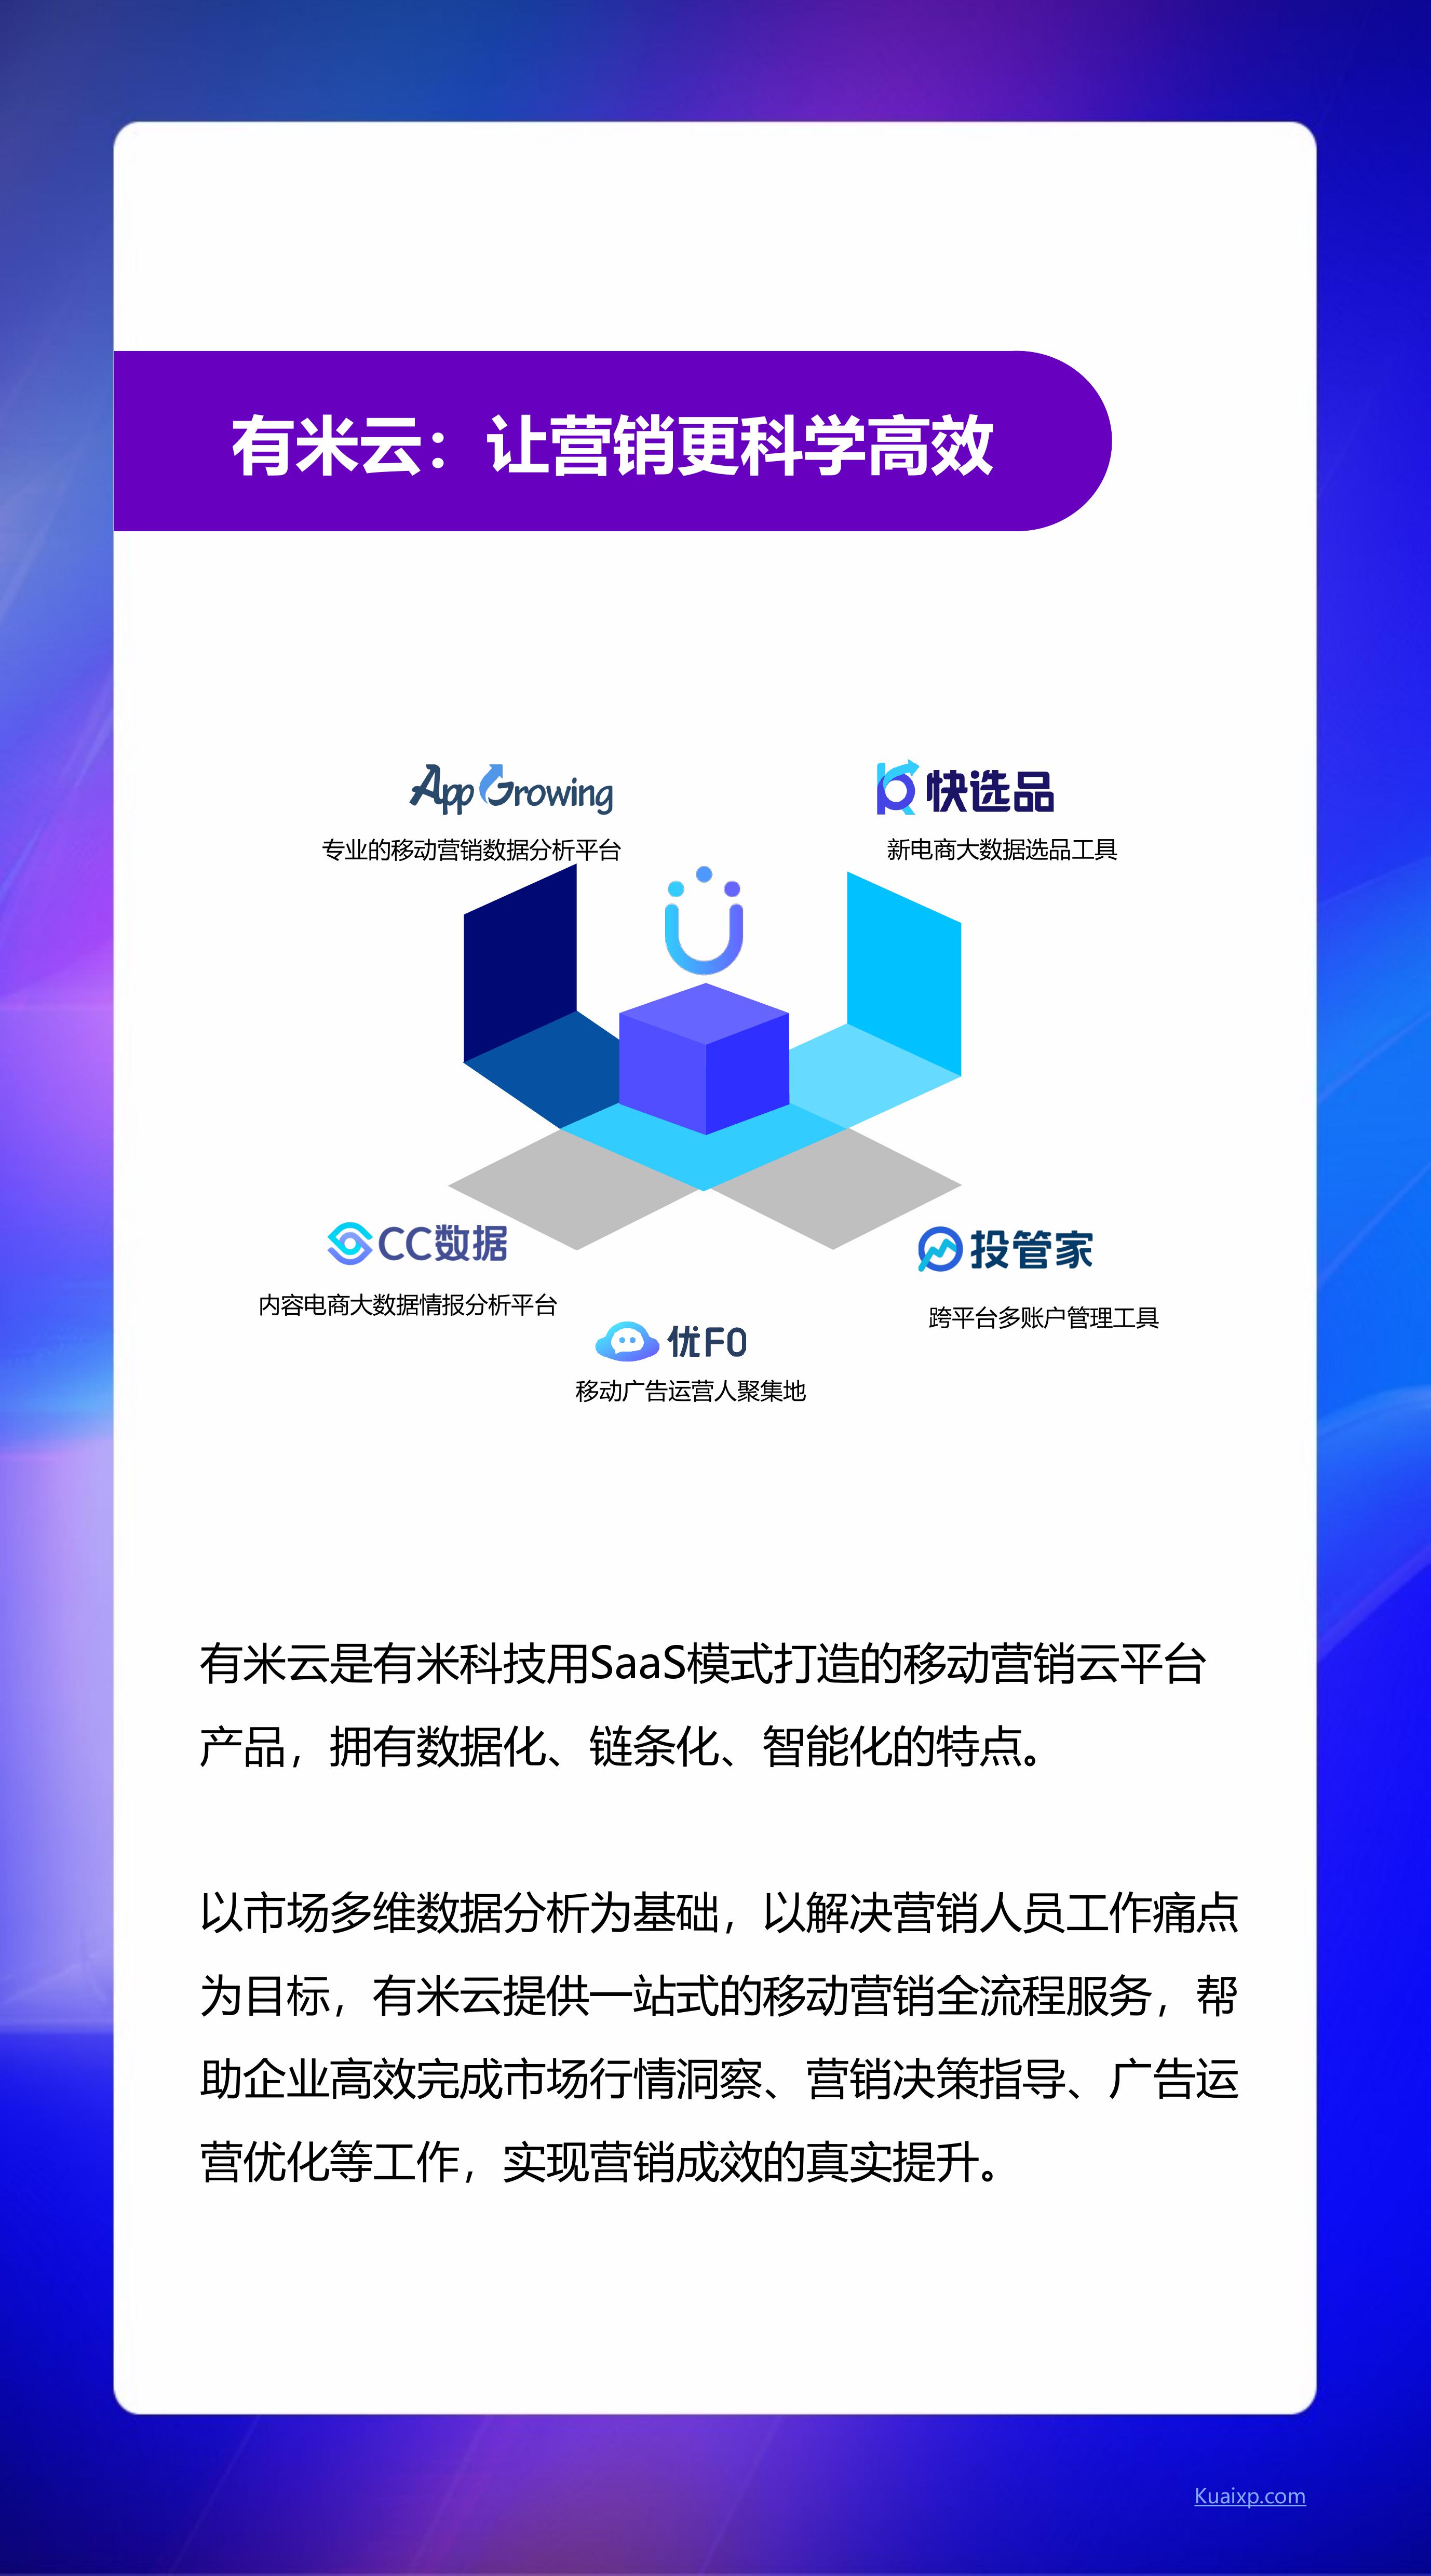 有米云：让营销更科学高效
App Growing
快选品
专业的移动营销数据分析平台
新电商大数据选品工具
CC数据
投管家
内容电商大数据情报分析平台
跨平台多账户管理工具
优FO
移动广告运营人聚集地
有米云是有米科技用SaaS模式打造的移动营销云平台
产品，拥有数据化、链条化、智能化的特点。
以市场多维数据分析为基础，以解决营销人员工作痛点
为目标，有米云提供一站式的移动营销全流程服务，帮
助企业高效完成市场行情洞察、营销决策指导、广告运
营优化等工作，实现营销成效的真实提升。
Kuaixp.com